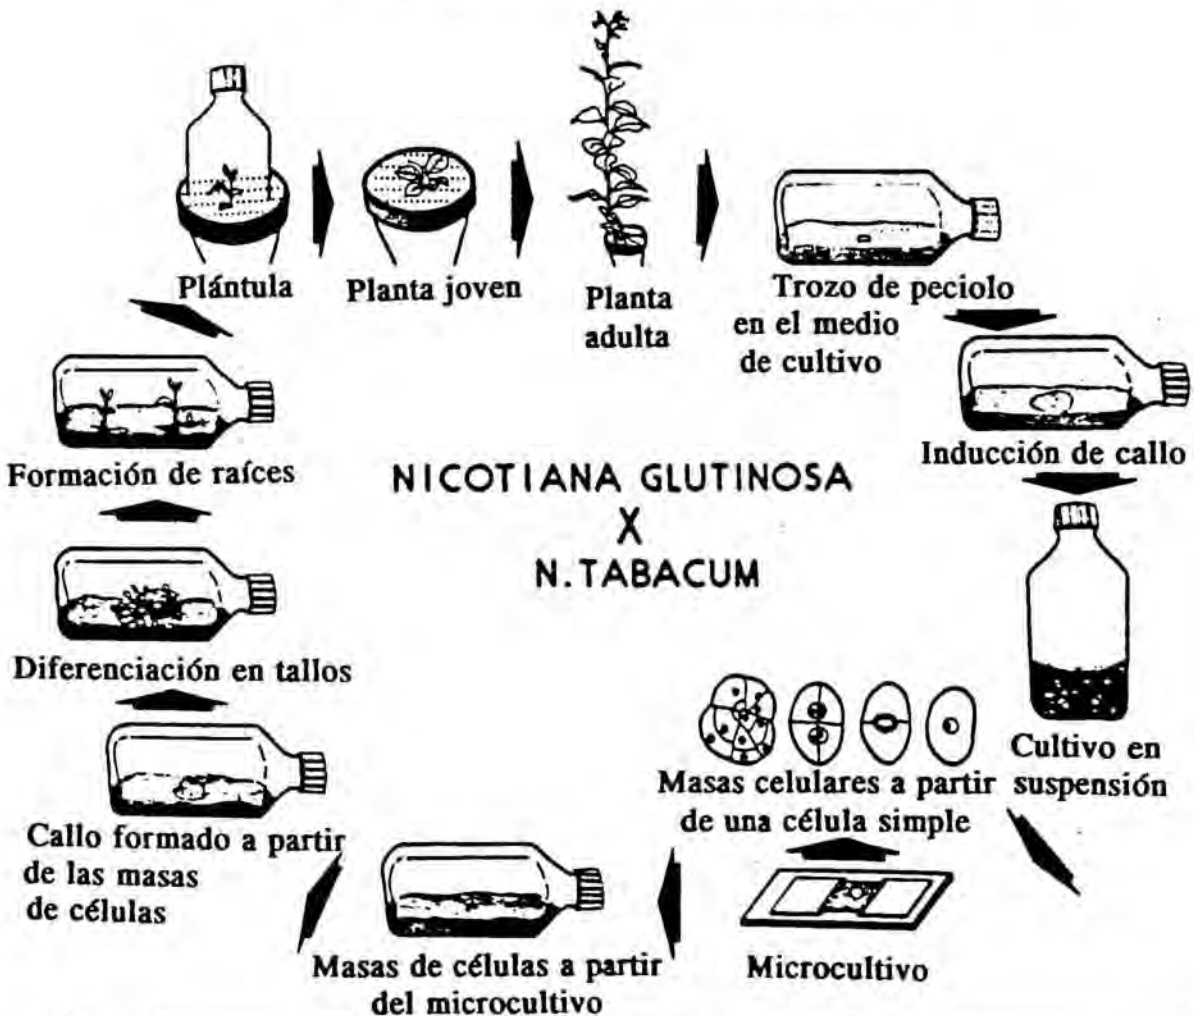 Plántula
Planta joven
Planta
adulta
Trozo de peciolo
en el medio
de cultivo
Inducción de callo
Formación de raíces
NICOTIANA GLUTINOSA
X
N. TABACUM
Diferenciación en tallos
Cultivo en
suspensión
Masas celulares a partir
de una célula simple
Callo formado a partir
de las masas
de células
Masas de células a partir
del microcultivo
Microcultivo